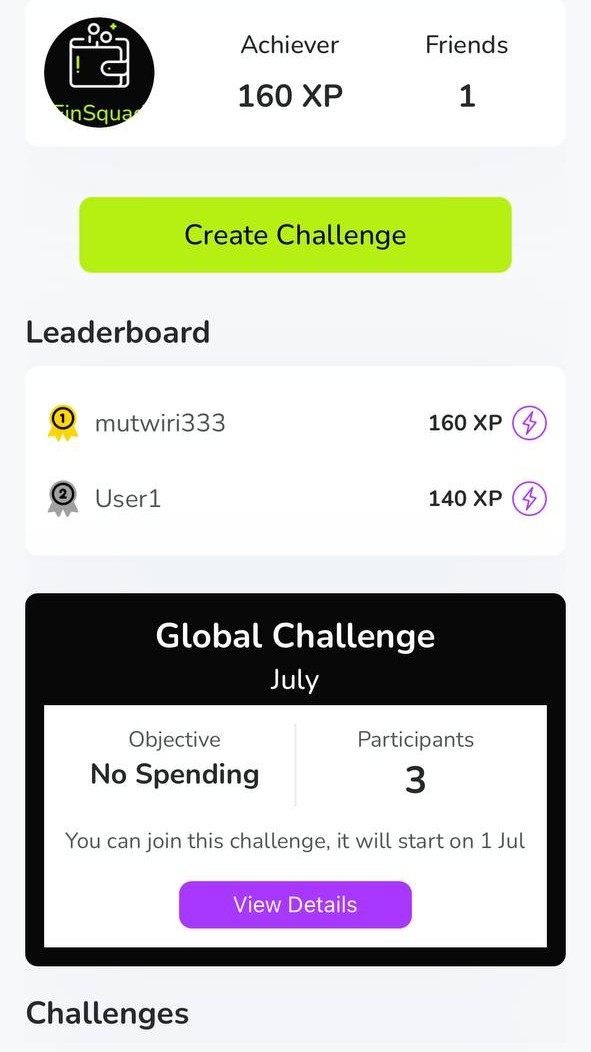 FinSquad
Achiever
160 XP
Friends
1
Create Challenge
Leaderboard
1 mutwiri333 160 XP
2 User1 140 XP
Global Challenge
July
Objective
No Spending
Participants
3
You can join this challenge, it will start on 1 Jul
View Details
Challenges